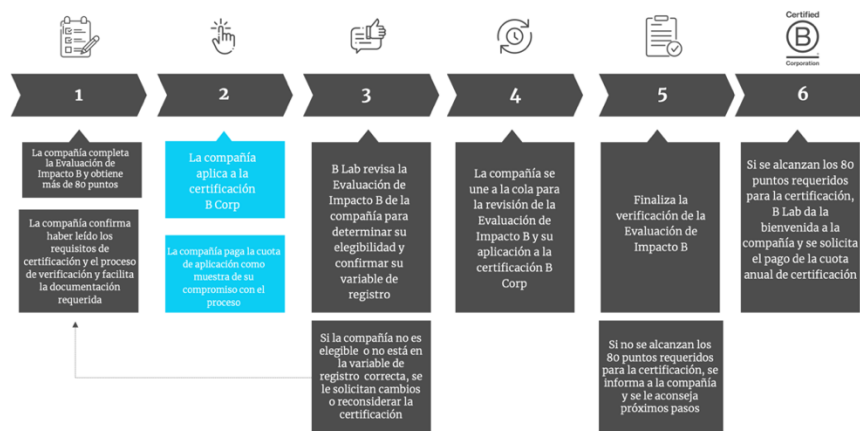 Certified
B
Corporation
1
2
3
4
5
6
La compañía completa
la Evaluación de
Impacto B y obtiene
más de 80 puntos
La compañía confirma
haber leído los
requisitos de
certificación y el proceso
de verificación y facilita
la documentación
requerida
La compañía
aplica a la
certificación
B Corp
La compañía paga la cuota
de aplicación como
muestra de su
compromiso con el
proceso
B Lab revisa la
Evaluación de
Impacto B de la
compañía para
determinar su
elegibilidad y
confirmar su
variable de
registro
Si la compañía no es
elegible o no está en
la variable de
registro correcta, se
le solicitan cambios
o reconsiderar la
certificación
La compañía se
une a la cola para
la revisión de la
Evaluación de
Impacto B y su
aplicación a la
certificación B
Corp
Finaliza la
verificación de la
Evaluación de
Impacto B
Si no se alcanzan los
80 puntos requeridos
para la certificación, se
informa a la compañía
y se le aconseja
próximos pasos
Si se alcanzan los 80
puntos requeridos
para la certificación,
B Lab da la
bienvenida a la
compañía y se solicita
el pago de la cuota
anual de certificación